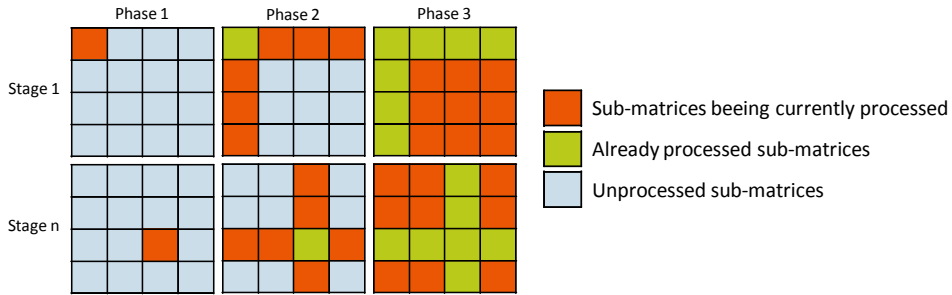 Phase 1
Phase 2
Phase 3
Stage 1
Sub-matrices beeing currently processed
Already processed sub-matrices
Unprocessed sub-matrices
Stage n